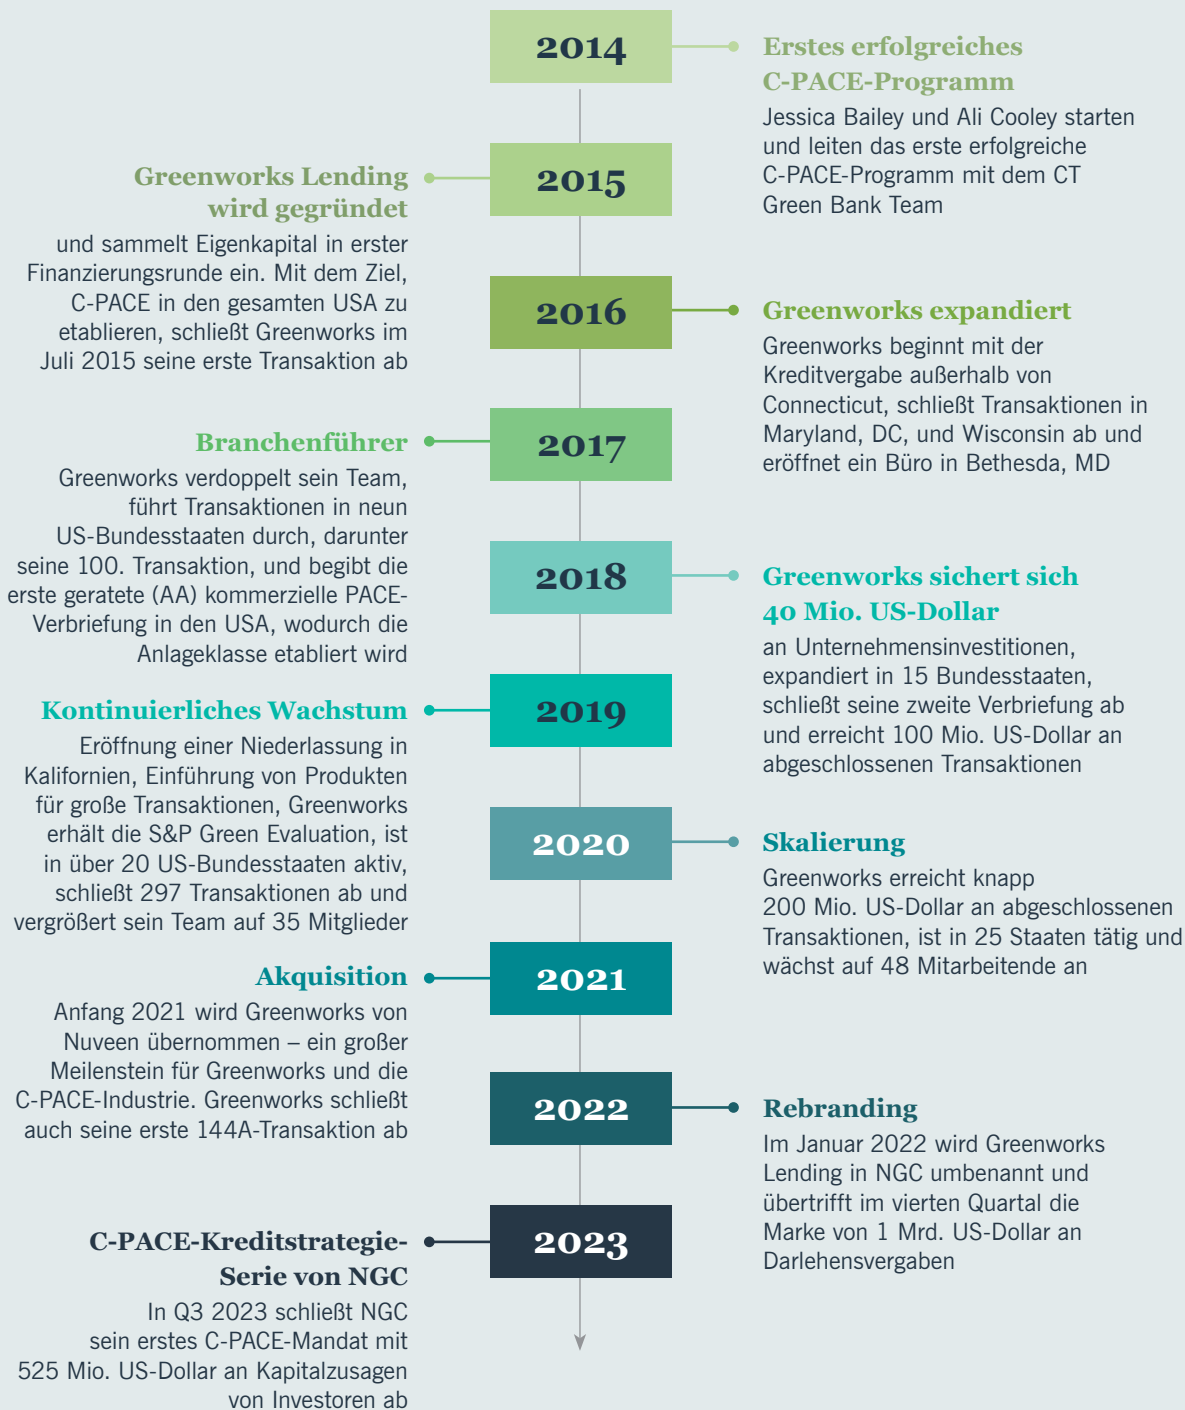 2014
Erstes erfolgreiches
C-PACE-Programm
Jessica Bailey und Ali Cooley starten
und leiten das erste erfolgreiche
C-PACE-Programm mit dem CT
Green Bank Team
2015
Greenworks Lending
wird gegründet
und sammelt Eigenkapital in erster
Finanzierungsrunde ein. Mit dem Ziel,
C-PACE in den gesamten USA zu
etablieren, schließt Greenworks im
Juli 2015 seine erste Transaktion ab
2016
Greenworks expandiert
Greenworks beginnt mit der
Kreditvergabe außerhalb von
Connecticut, schließt Transaktionen in
Maryland, DC, und Wisconsin ab und
eröffnet ein Büro in Bethesda, MD
2017
Branchenführer
Greenworks verdoppelt sein Team,
führt Transaktionen in neun
US-Bundesstaaten durch, darunter
seine 100. Transaktion, und begibt die
erste geratete (AA) kommerzielle PACE-
Verbriefung in den USA, wodurch die
Anlageklasse etabliert wird
2018
Greenworks sichert sich
40 Mio. US-Dollar
an Unternehmensinvestitionen,
expandiert in 15 Bundesstaaten,
schließt seine zweite Verbriefung ab
und erreicht 100 Mio. US-Dollar an
abgeschlossenen Transaktionen
2019
Kontinuierliches Wachstum
Eröffnung einer Niederlassung in
Kalifornien, Einführung von Produkten
für große Transaktionen, Greenworks
erhält die S&P Green Evaluation, ist
in über 20 US-Bundesstaaten aktiv,
schließt 297 Transaktionen ab und
vergrößert sein Team auf 35 Mitglieder
2020
Skalierung
Greenworks erreicht knapp
200 Mio. US-Dollar an abgeschlossenen
Transaktionen, ist in 25 Staaten tätig und
wächst auf 48 Mitarbeitende an
2021
Akquisition
Anfang 2021 wird Greenworks von
Nuveen übernommen – ein großer
Meilenstein für Greenworks und die
C-PACE-Industrie. Greenworks schließt
auch seine erste 144A-Transaktion ab
2022
Rebranding
Im Januar 2022 wird Greenworks
Lending in NGC umbenannt und
übertrifft im vierten Quartal die
Marke von 1 Mrd. US-Dollar an
Darlehensvergaben
2023
C-PACE-Kreditstrategie-
Serie von NGC
In Q3 2023 schließt NGC
sein erstes C-PACE-Mandat mit
525 Mio. US-Dollar an Kapitalzusagen
von Investoren ab